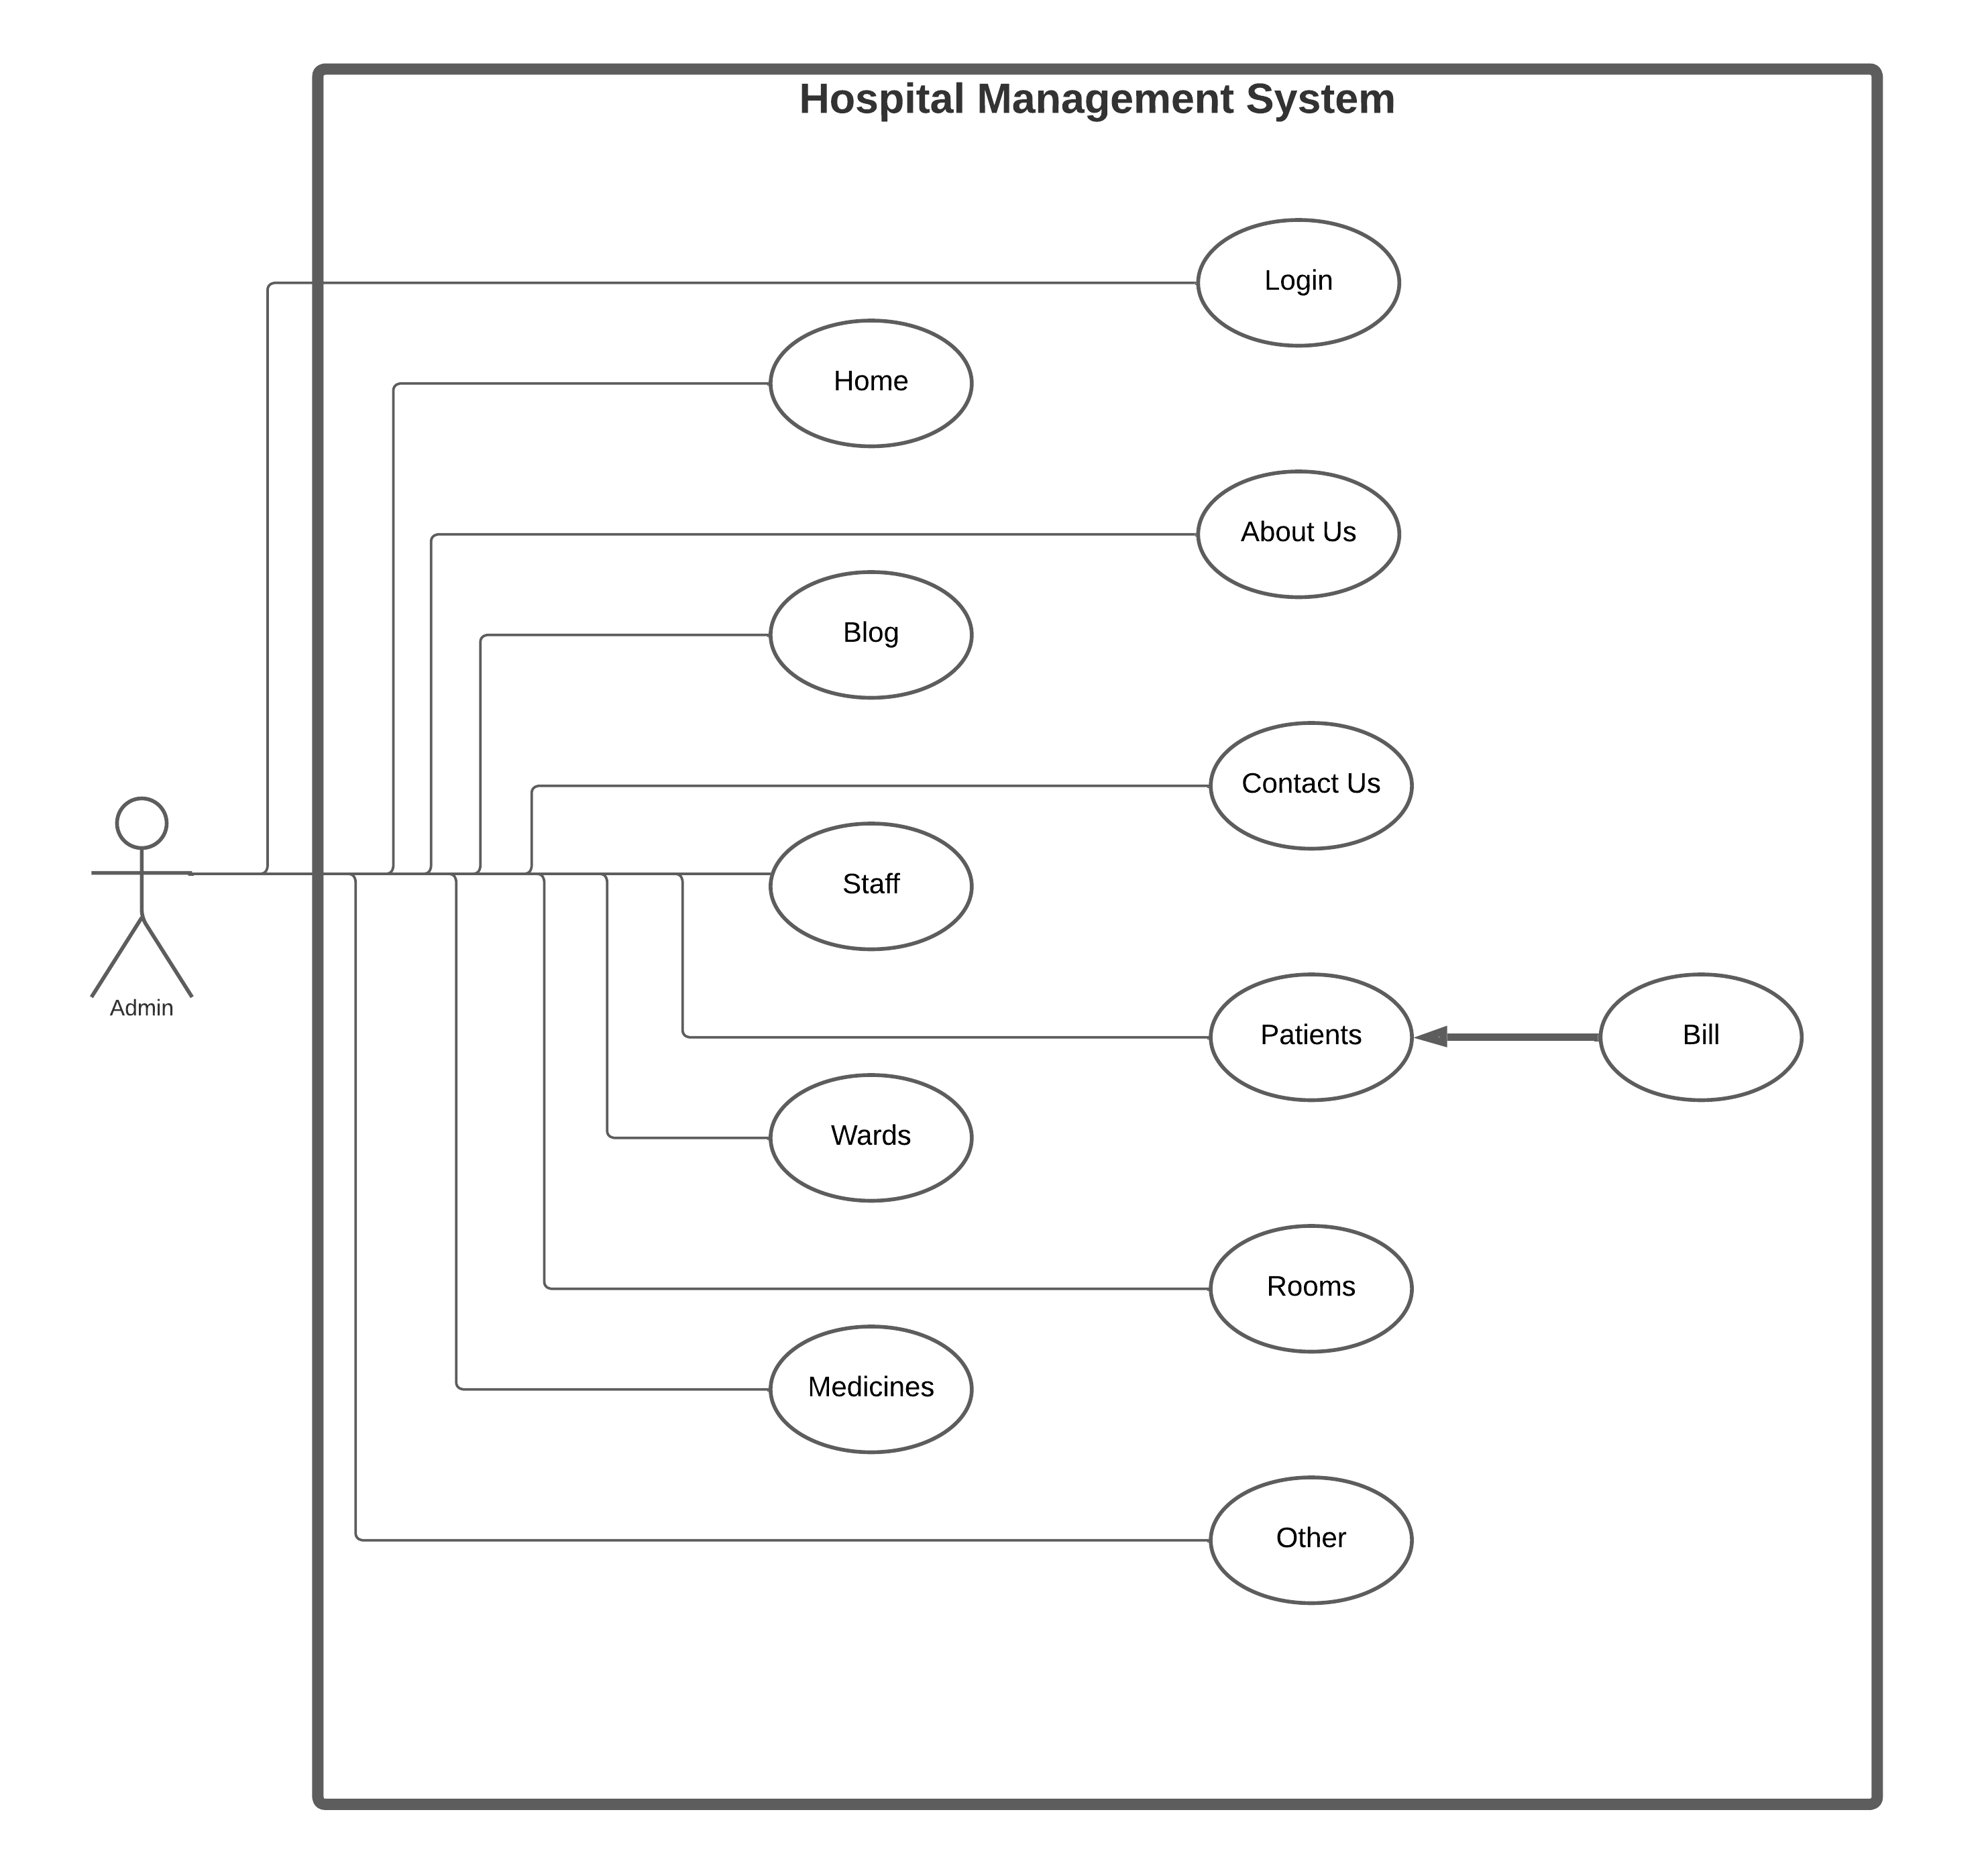 Hospital Management System
Login
Home
About Us
Blog
Contact Us
Staff
Admin
Patients
Bill
Wards
Rooms
Medicines
Other